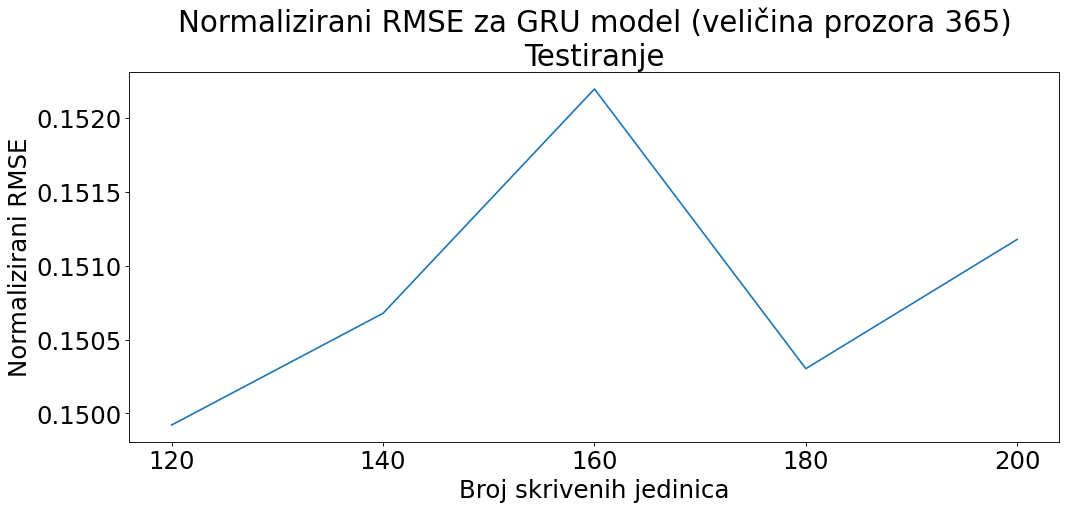 Normalizirani RMSE za GRU model (veličina prozora 365)
Testiranje
Normalizirani RMSE
0.1520
0.1515
0.1510
0.1505
0.1500
120 140 160 180 200
Broj skrivenih jedinica